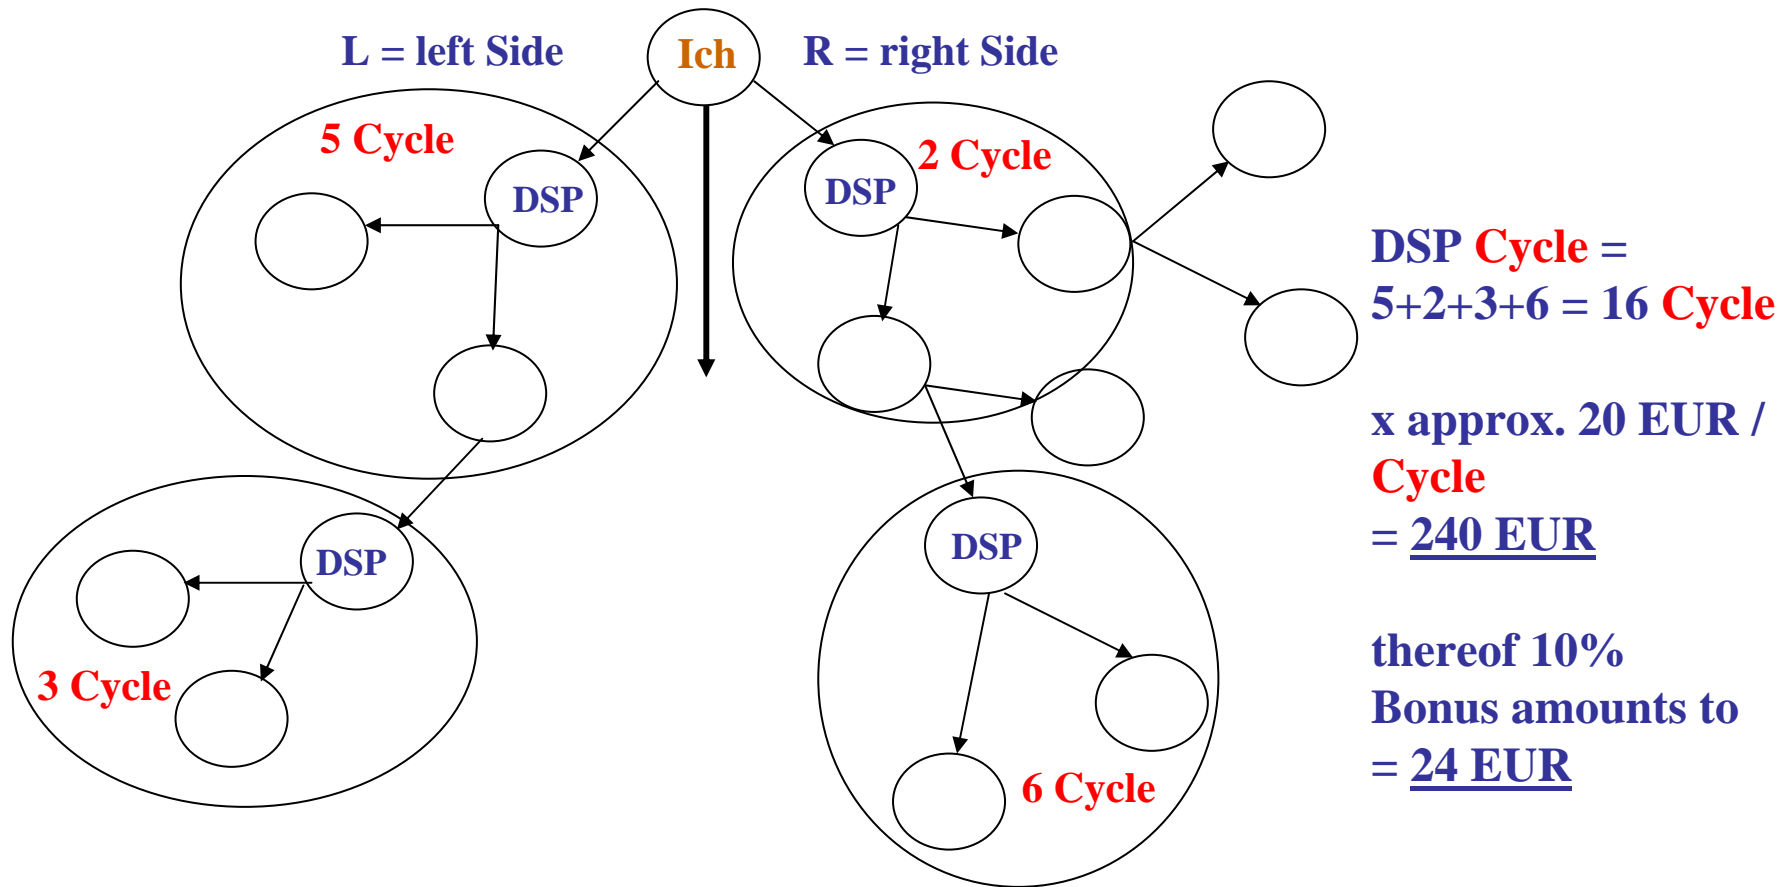 L = left Side
Ich
R = right Side
5 Cycle
DSP
DSP
2 Cycle
DSP Cycle =
5+2+3+6 = 16 Cycle
x approx. 20 EUR /
Cycle
= 240 EUR
DSP
3 Cycle
DSP
6 Cycle
thereof 10%
Bonus amounts to
= 24 EUR